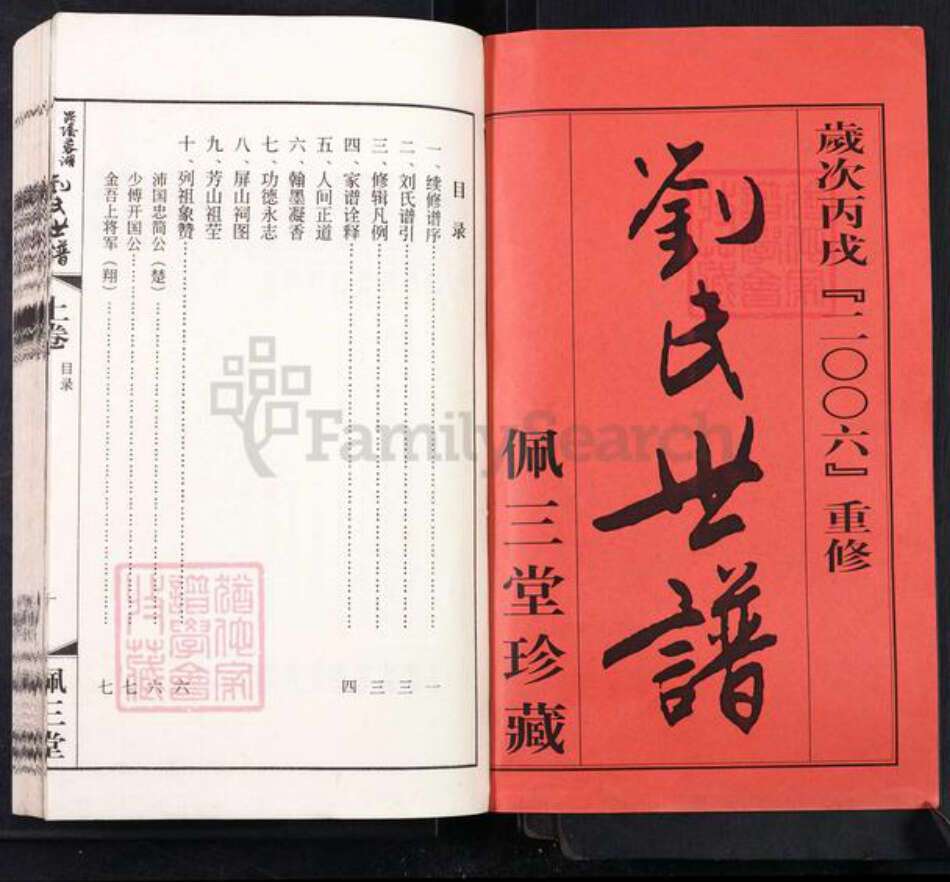 歲次丙戌『二〇〇六』重修
劉氏世譜
佩三堂珍藏
目录
一、续修谱序 一
二、刘氏谱引 三
三、修辑凡例 三
四、家谱诠释 四
五、人间正道
六、翰墨凝香
七、功德永志
八、屏山祠图
九、芳山祖茔
十、列祖象赞 六
沛国忠简公（楚） 六
少傅开国公 七
金吾上将军（翔） 七
刘氏世譜
上卷
目录
佩三堂
FamilySearch